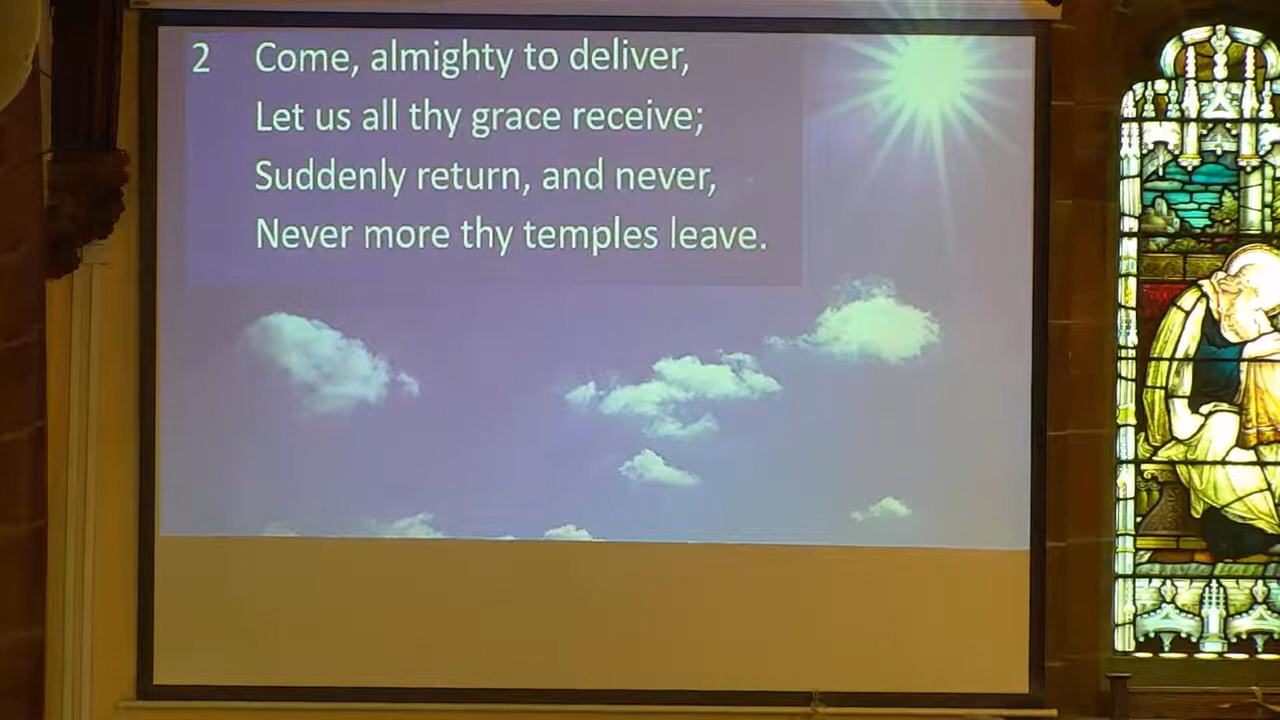 2 Come, almighty to deliver,
Let us all thy grace receive;
Suddenly return, and never,
Never more thy temples leave.